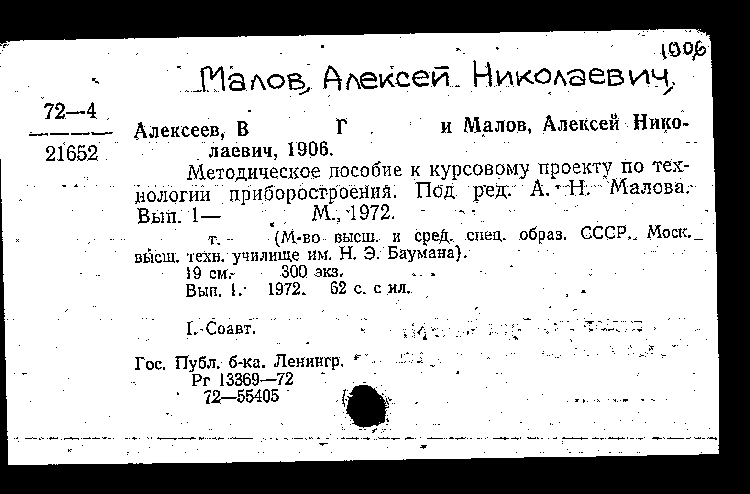 1906
Малов, Алексей Николаевич,
72—4
21652
Алексеев, В Г и Малов, Алексей Нико-
лаевич, 1906.
Методическое пособие к курсовому проекту по тех-
нологии приборостроения. Под ред. А. Н. Малова.
Вып. 1— М., 1972.
т. (М-во высш. и сред. спец. образ. СССР. Моск.
высш. техн. училище им. Н. Э. Баумана).
19 см. 300 экз.
Вып. 1. 1972. 62 с. с ил.
I. Соавт.
Гос. Публ. б-ка. Ленингр.
Рг 13369—72
72—55405